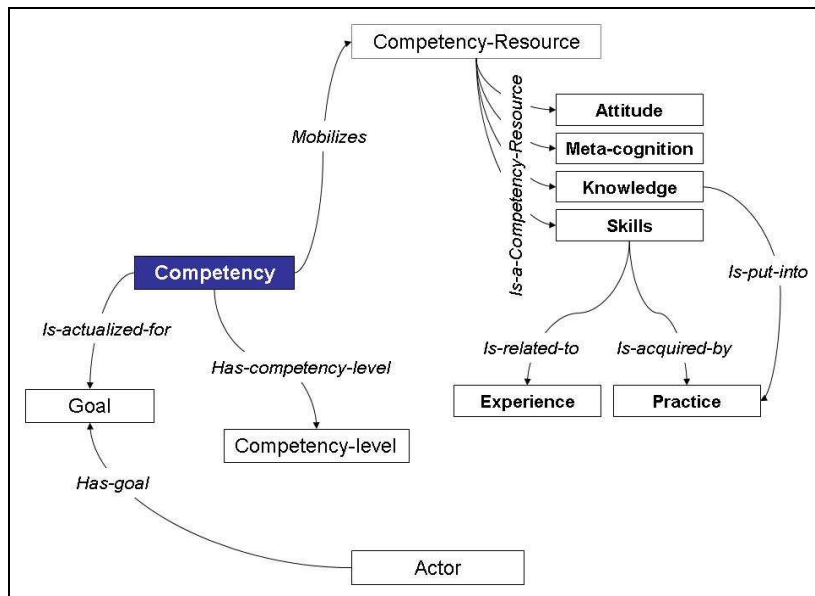 Competency-Resource
Attitude
Mobilizes
Is-a-Competency-Resource
Meta-cognition
Knowledge
Skills
Competency
Is-put-into
Is-actualized-for
Is-related-to
Is-acquired-by
Has-competency-level
Goal
Experience
Practice
Competency-level
Has-goal
Actor